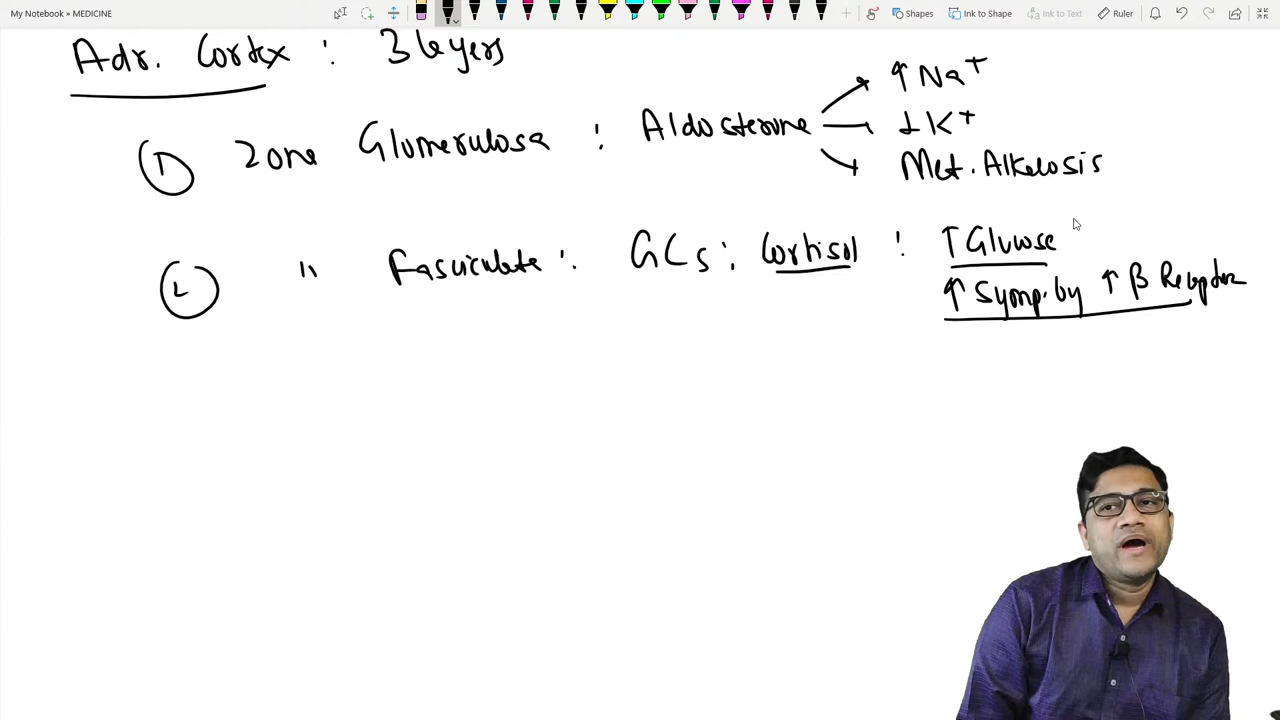 My Notebook » MEDICINE
Shapes Ink to Shape Ink to Text Ruler
Adr. Cortex : 3 layers
① Zone Glomerulosa : Aldosterone
↑ Na+
↓ K+
Met. Alkalosis
② " Fasciculate : GCs : Cortisol : ↑ Glucose
↑ Symp. by ↑ β Receptor